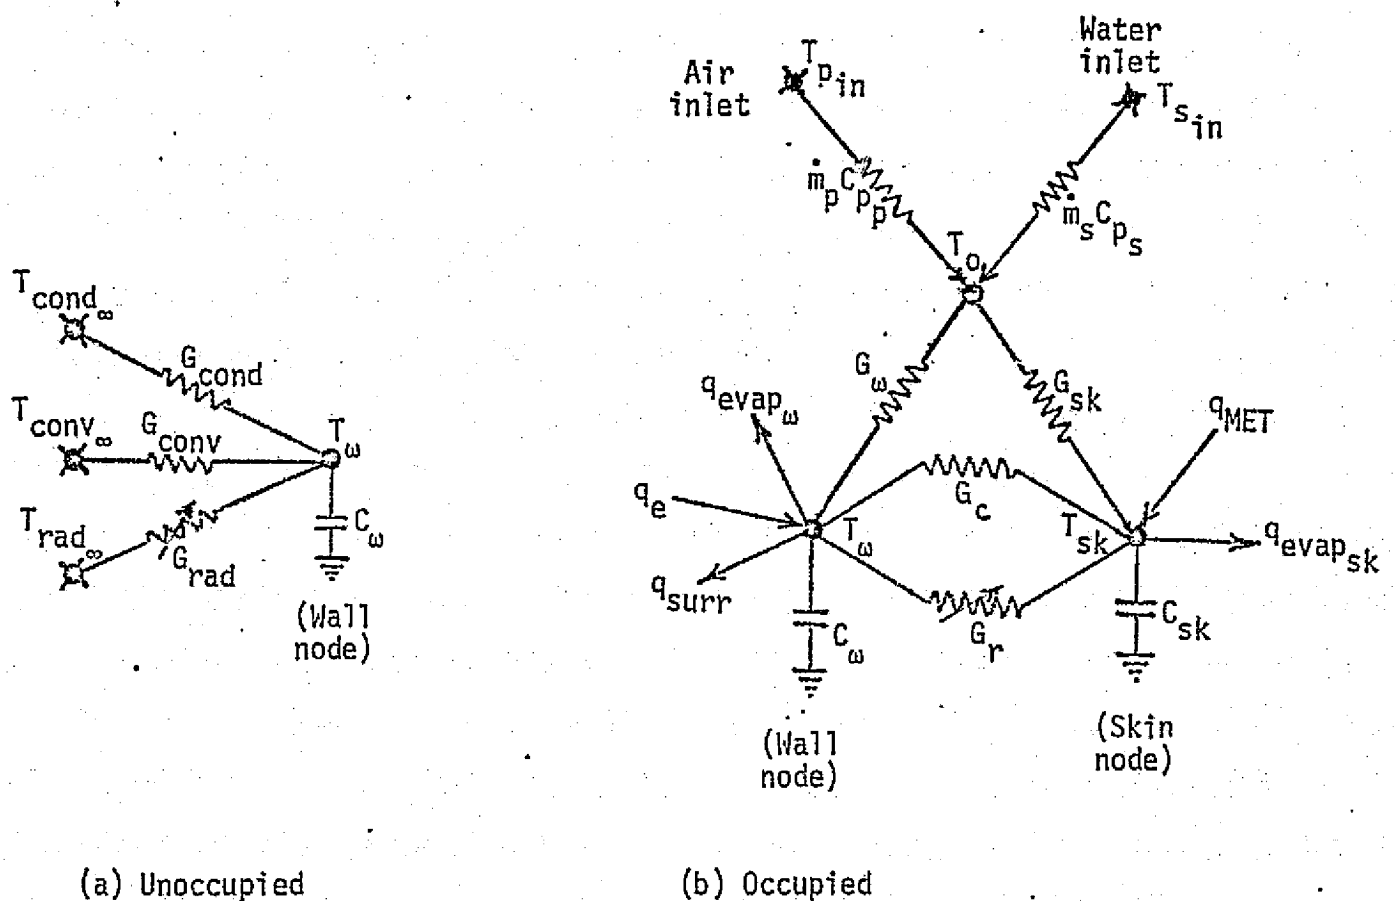 T_cond_∞
G_cond
T_conv_∞
G_conv
T_ω
T_rad_∞
G_rad
C_ω
(Wall
node)
(a) Unoccupied
Air
inlet
T_p_in
Water
inlet
T_s_in
ṁ_p C_p_p
ṁ_s C_p_s
T_o
G_ω
G_sk
q_evap_ω
q_MET
q_e
G_c
T_ω
T_sk
q_evap_sk
q_surr
G_r
C_ω
C_sk
(Wall
node)
(Skin
node)
(b) Occupied